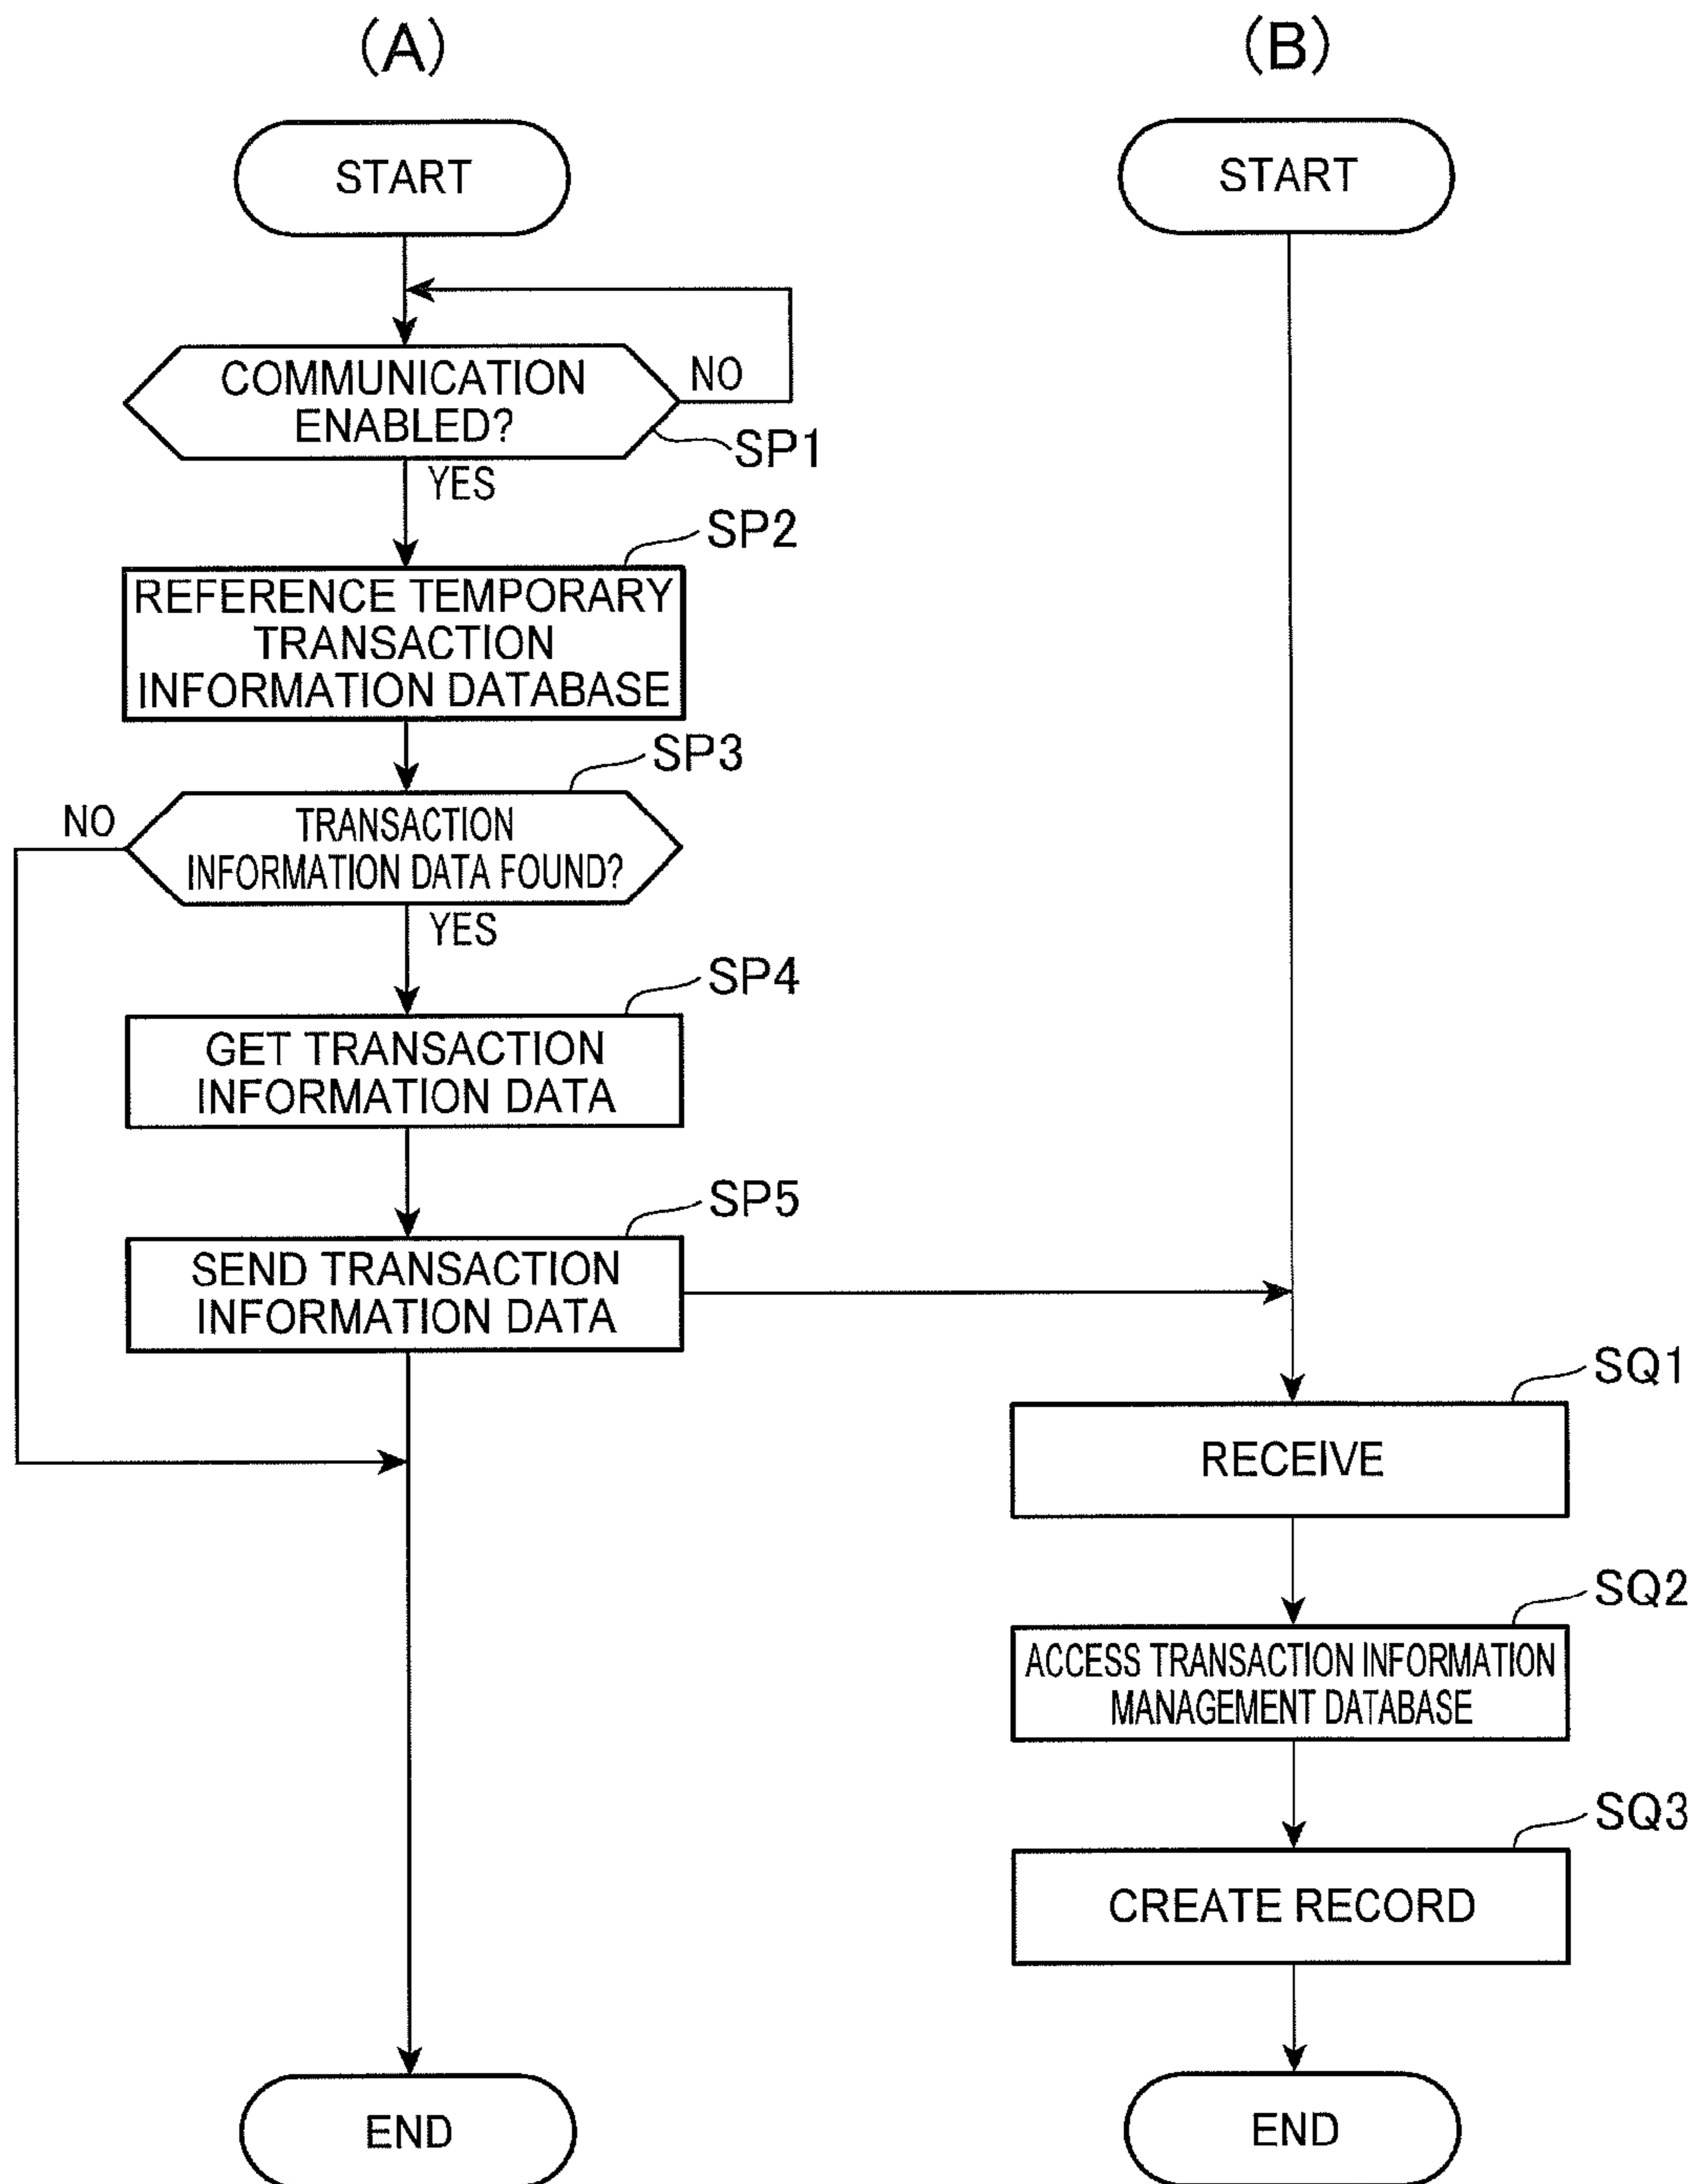 (A)
START
COMMUNICATION
ENABLED?
NO
SP1
YES
SP2
REFERENCE TEMPORARY
TRANSACTION
INFORMATION DATABASE
SP3
NO
TRANSACTION
INFORMATION DATA FOUND?
YES
SP4
GET TRANSACTION
INFORMATION DATA
SP5
SEND TRANSACTION
INFORMATION DATA
END
(B)
START
SQ1
RECEIVE
SQ2
ACCESS TRANSACTION INFORMATION
MANAGEMENT DATABASE
SQ3
CREATE RECORD
END